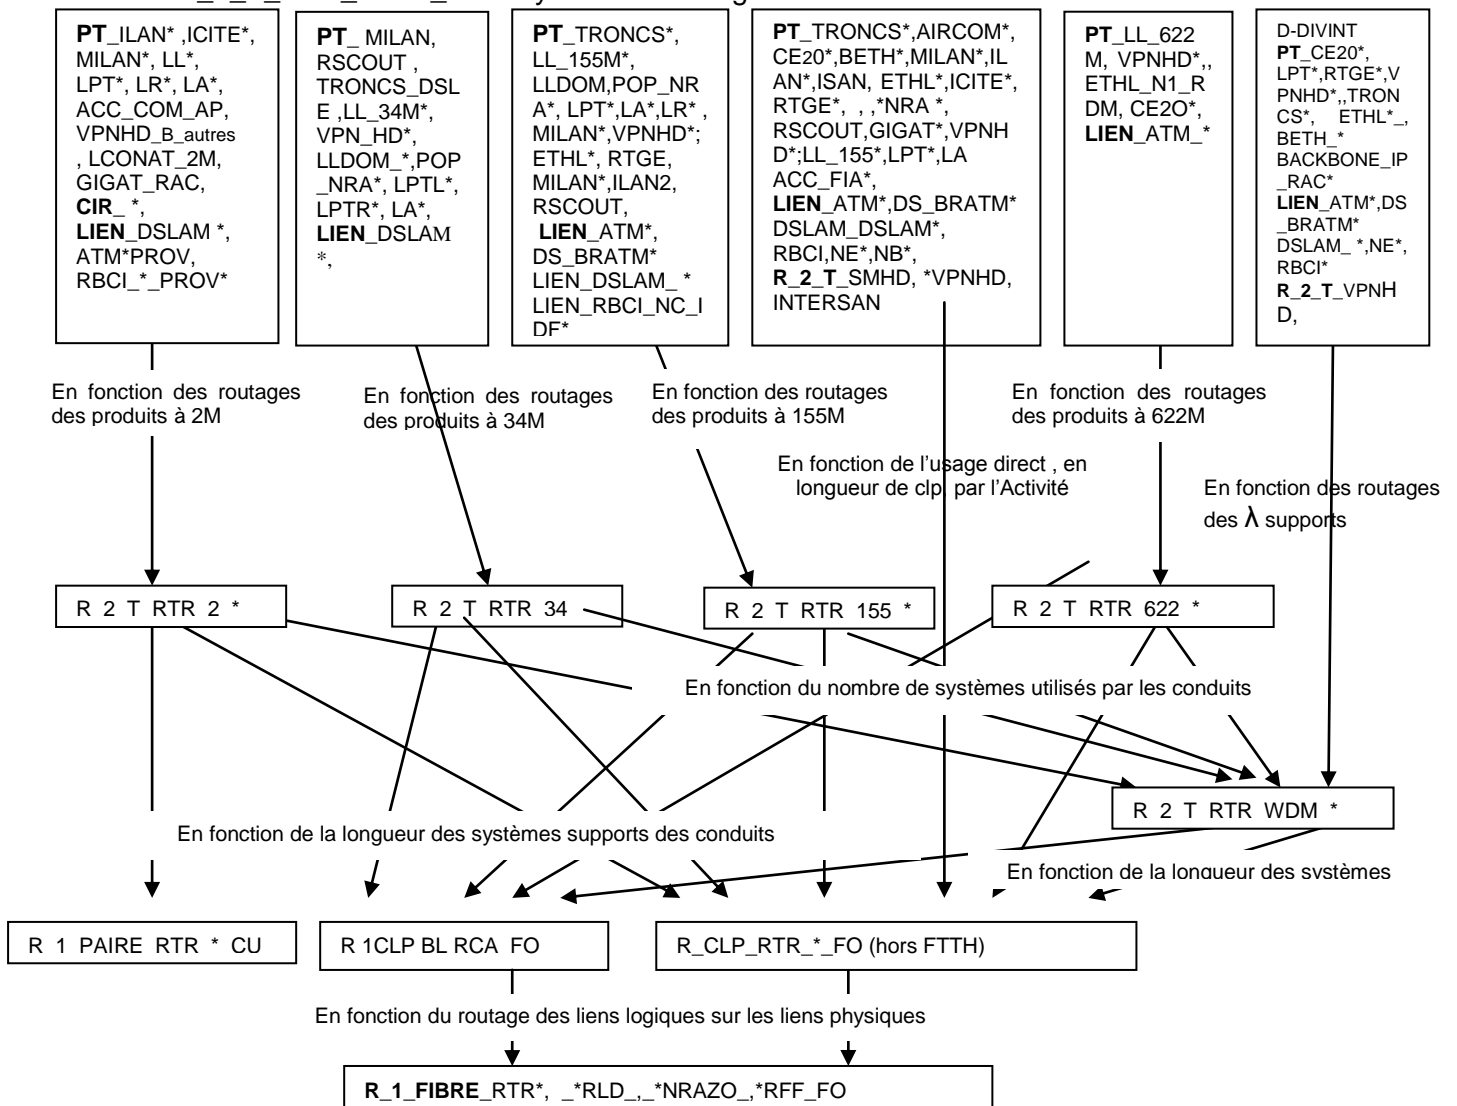 PT_ILAN* ,ICITE*,
MILAN*, LL*,
LPT*, LR*, LA*,
ACC_COM_AP,
VPNHD_B_autres
, LCONAT_2M,
GIGAT_RAC,
CIR_ *,
LIEN_DSLAM *,
ATM*PROV,
RBCI_*_PROV*
PT_ MILAN,
RSCOUT ,
TRONCS_DSL
E ,LL_34M*,
VPN_HD*,
LLDOM_*,POP
_NRA*, LPTL*,
LPTR*, LA*,
LIEN_DSLAM
*,
PT_TRONCS*,
LL_155M*,
LLDOM,POP_NR
A*, LPT*,LA*,LR* ,
MILAN*,VPNHD*;
ETHL*, RTGE,
MILAN*,ILAN2,
RSCOUT,
LIEN_ATM*,
DS_BRATM*
LIEN_DSLAM_ *
LIEN_RBCI_NC_I
DF*
PT_TRONCS*,AIRCOM*,
CE20*,BETH*,MILAN*,IL
AN*,ISAN, ETHL*,ICITE*,
RTGE*, , ,*NRA *,
RSCOUT,GIGAT*,VPNH
D*;LL_155*,LPT*,LA
ACC_FIA*,
LIEN_ATM*,DS_BRATM*
DSLAM_DSLAM*,
RBCI,NE*,NB*,
R_2_T_SMHD, *VPNHD,
INTERSAN
PT_LL_622
M, VPNHD*,,
ETHL_N1_R
DM, CE2O*,
LIEN_ATM_*
D-DIVINT
PT_CE20*,
LPT*,RTGE*,V
PNHD*,,TRON
CS*, ETHL*_,
BETH_*
BACKBONE_IP
_RAC*
LIEN_ATM*,DS
_BRATM*
DSLAM_ *,NE*,
RBCI*
R_2_T_VPNH
D,
En fonction des routages
des produits à 2M
En fonction des routages
des produits à 34M
En fonction des routages
des produits à 155M
En fonction des routages
des produits à 622M
En fonction de l'usage direct , en
longueur de clp, par l'Activité
En fonction des routages
des λ supports
R 2 T RTR 2 *
R 2 T RTR 34
R 2 T RTR 155 *
R 2 T RTR 622 *
En fonction du nombre de systèmes utilisés par les conduits
R 2 T RTR WDM *
En fonction de la longueur des systèmes supports des conduits
En fonction de la longueur des systèmes
R 1 PAIRE RTR * CU
R 1CLP BL RCA FO
R_CLP_RTR_*_FO (hors FTTH)
En fonction du routage des liens logiques sur les liens physiques
R_1_FIBRE_RTR*, _*RLD_,_*NRAZO_,*RFF_FO